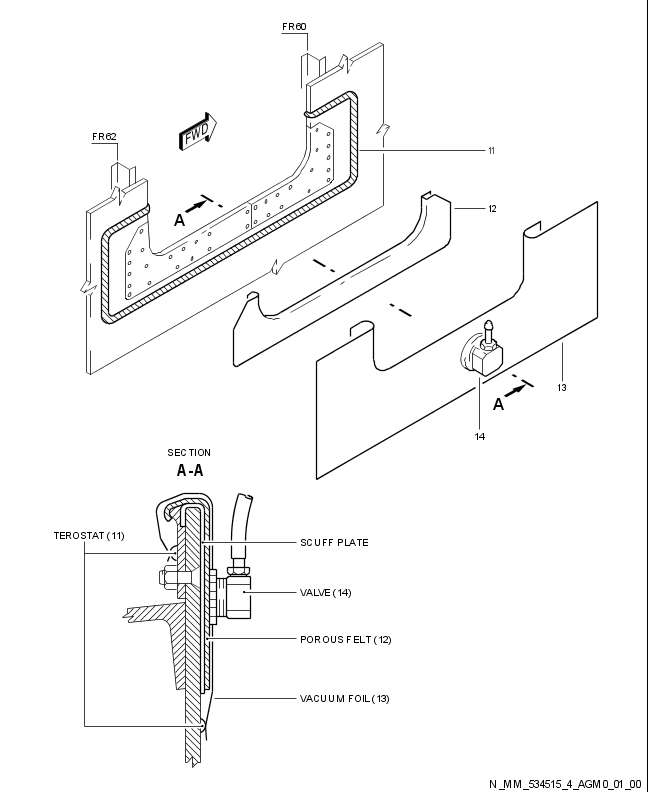 FR60
FR62
FWD
11
A
12
13
A
14
SECTION
A-A
TEROSTAT (11)
SCUFF PLATE
VALVE (14)
POROUS FELT (12)
VACUUM FOIL (13)
N_MM_534515_4_AGM0_01_00